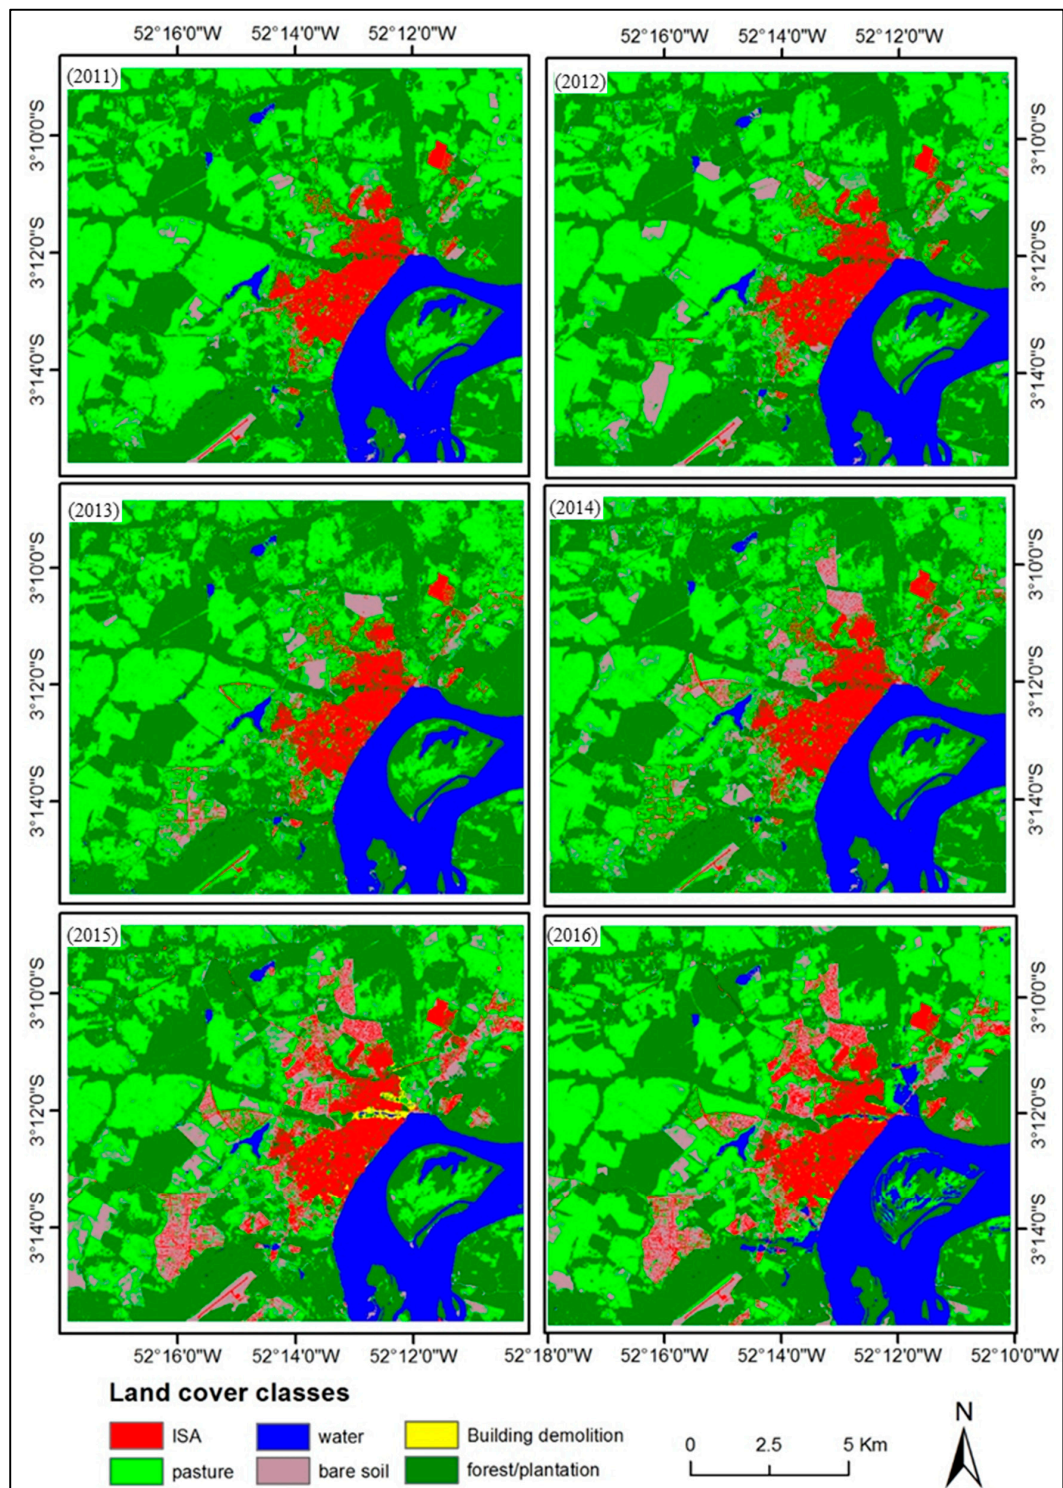 52°16'0"W 52°14'0"W 52°12'0"W
52°16'0"W 52°14'0"W 52°12'0"W
(2011)
(2012)
3°10'0"S
3°12'0"S
3°14'0"S
3°10'0"S
3°12'0"S
3°14'0"S
(2013)
(2014)
3°10'0"S
3°12'0"S
3°14'0"S
3°10'0"S
3°12'0"S
3°14'0"S
(2015)
(2016)
3°10'0"S
3°12'0"S
3°14'0"S
3°10'0"S
3°12'0"S
3°14'0"S
52°16'0"W 52°14'0"W 52°12'0"W 52°18'0"W 52°16'0"W 52°14'0"W 52°12'0"W 52°10'0"W
Land cover classes
ISA water Building demolition
pasture bare soil forest/plantation
0 2.5 5 Km
N